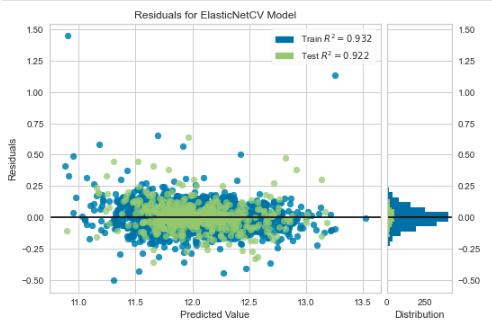 Residuals for ElasticNetCV Model
Train R² = 0.932
Test R² = 0.922
1.50
1.25
1.00
0.75
0.50
0.25
0.00
−0.25
−0.50
Residuals
11.0 11.5 12.0 12.5 13.0 13.5
Predicted Value
1.50
1.25
1.00
0.75
0.50
0.25
0.00
−0.25
−0.50
0 250
Distribution